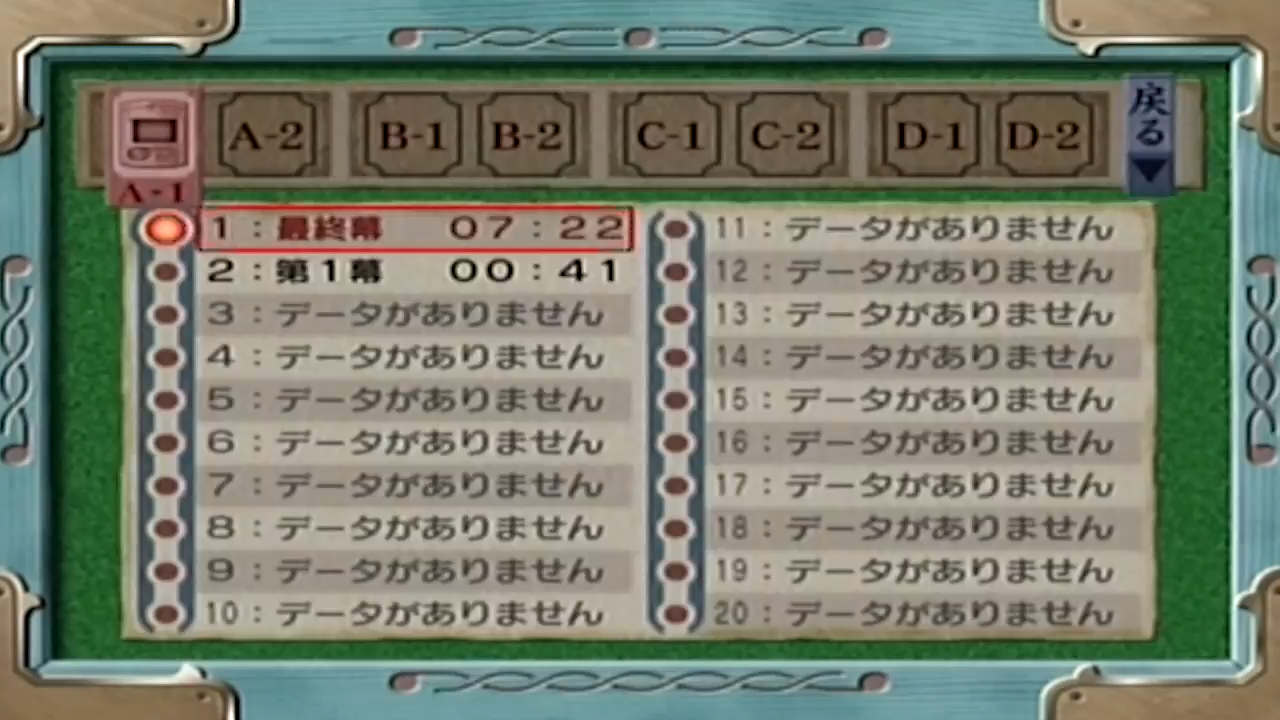 A-1 A-2 B-1 B-2 C-1 C-2 D-1 D-2 戻る
1：最終幕 07：22
2：第1幕 00：41
3：データがありません
4：データがありません
5：データがありません
6：データがありません
7：データがありません
8：データがありません
9：データがありません
10：データがありません
11：データがありません
12：データがありません
13：データがありません
14：データがありません
15：データがありません
16：データがありません
17：データがありません
18：データがありません
19：データがありません
20：データがありません